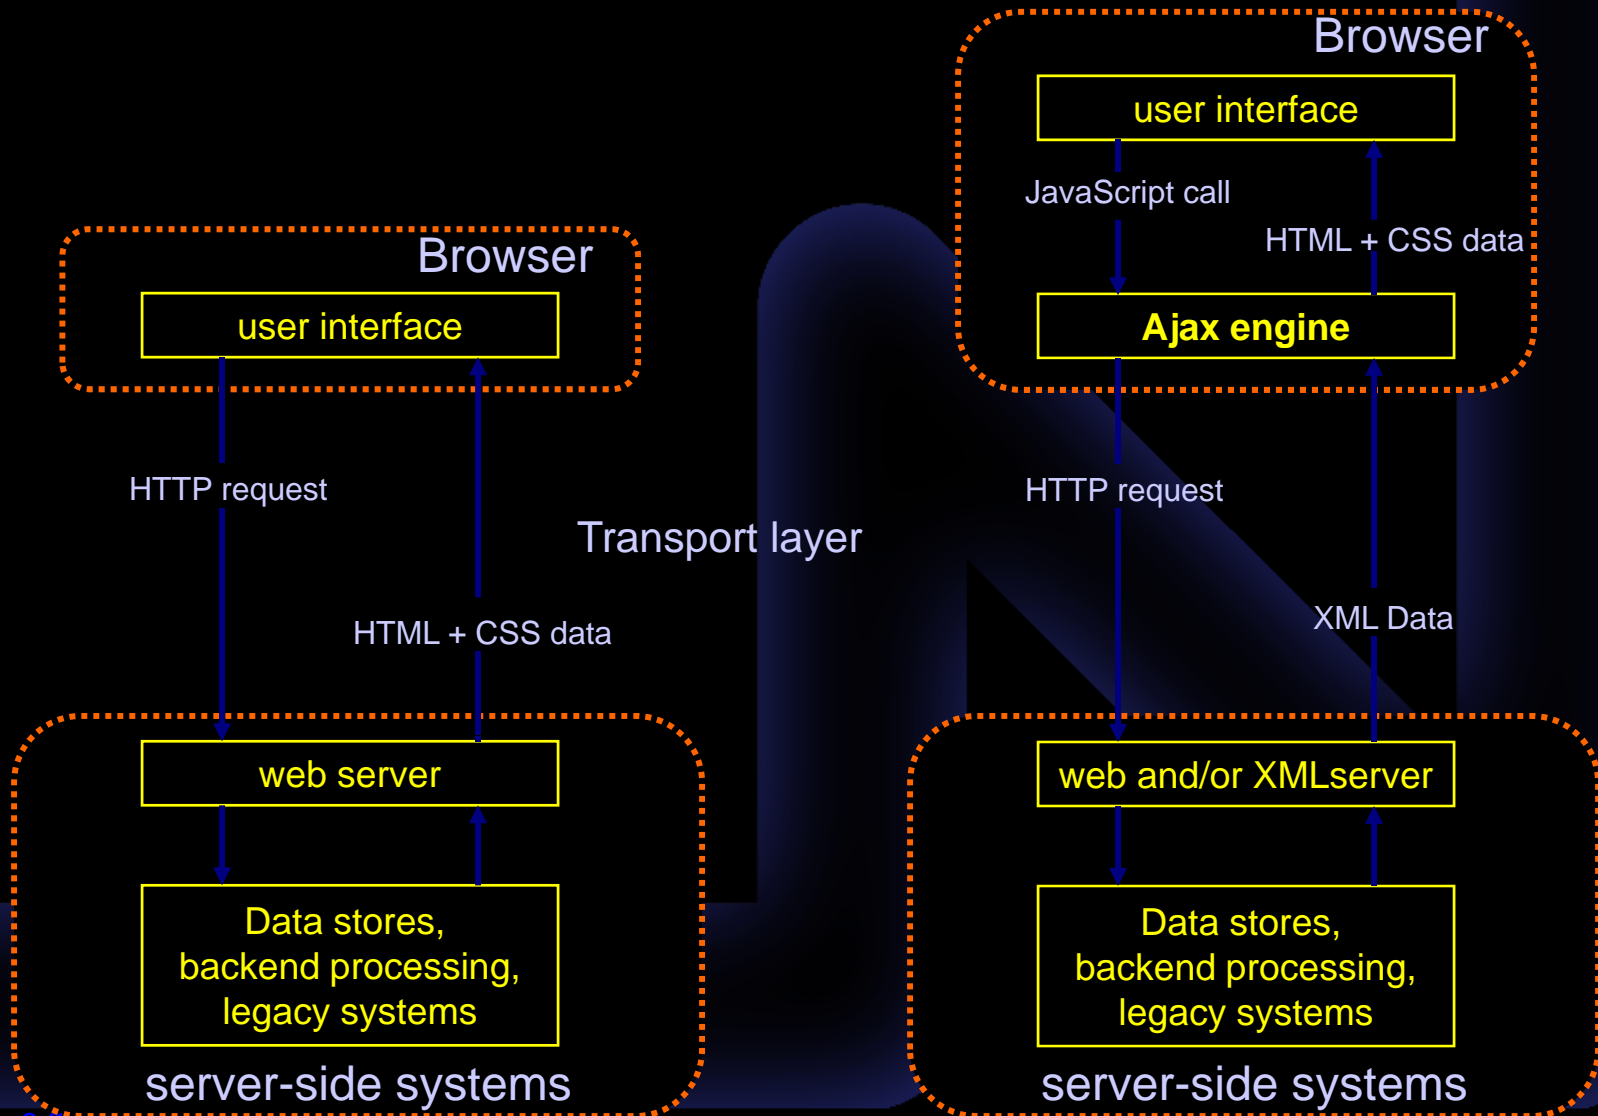 Browser
user interface
HTTP request
HTML + CSS data
web server
Data stores,
backend processing,
legacy systems
server-side systems
Transport layer
Browser
user interface
JavaScript call
HTML + CSS data
Ajax engine
HTTP request
XML Data
web and/or XMLserver
Data stores,
backend processing,
legacy systems
server-side systems